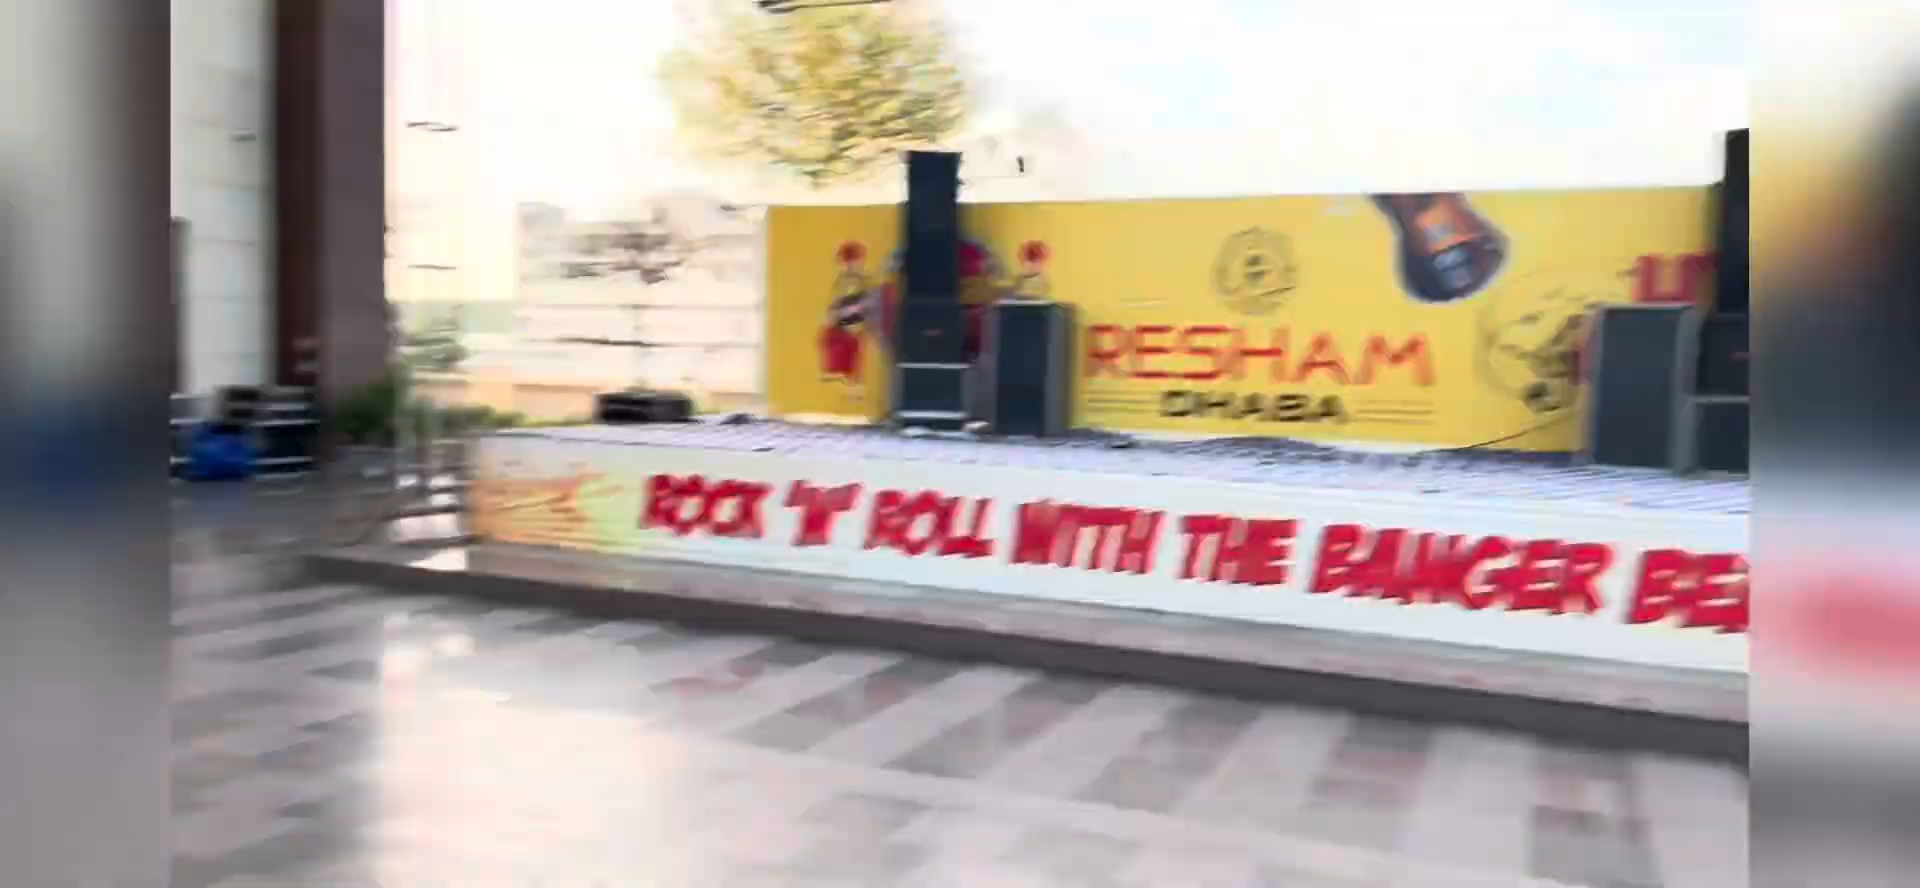 RESHAM
DHABA
ROCK 'N' ROLL WITH THE BANGER